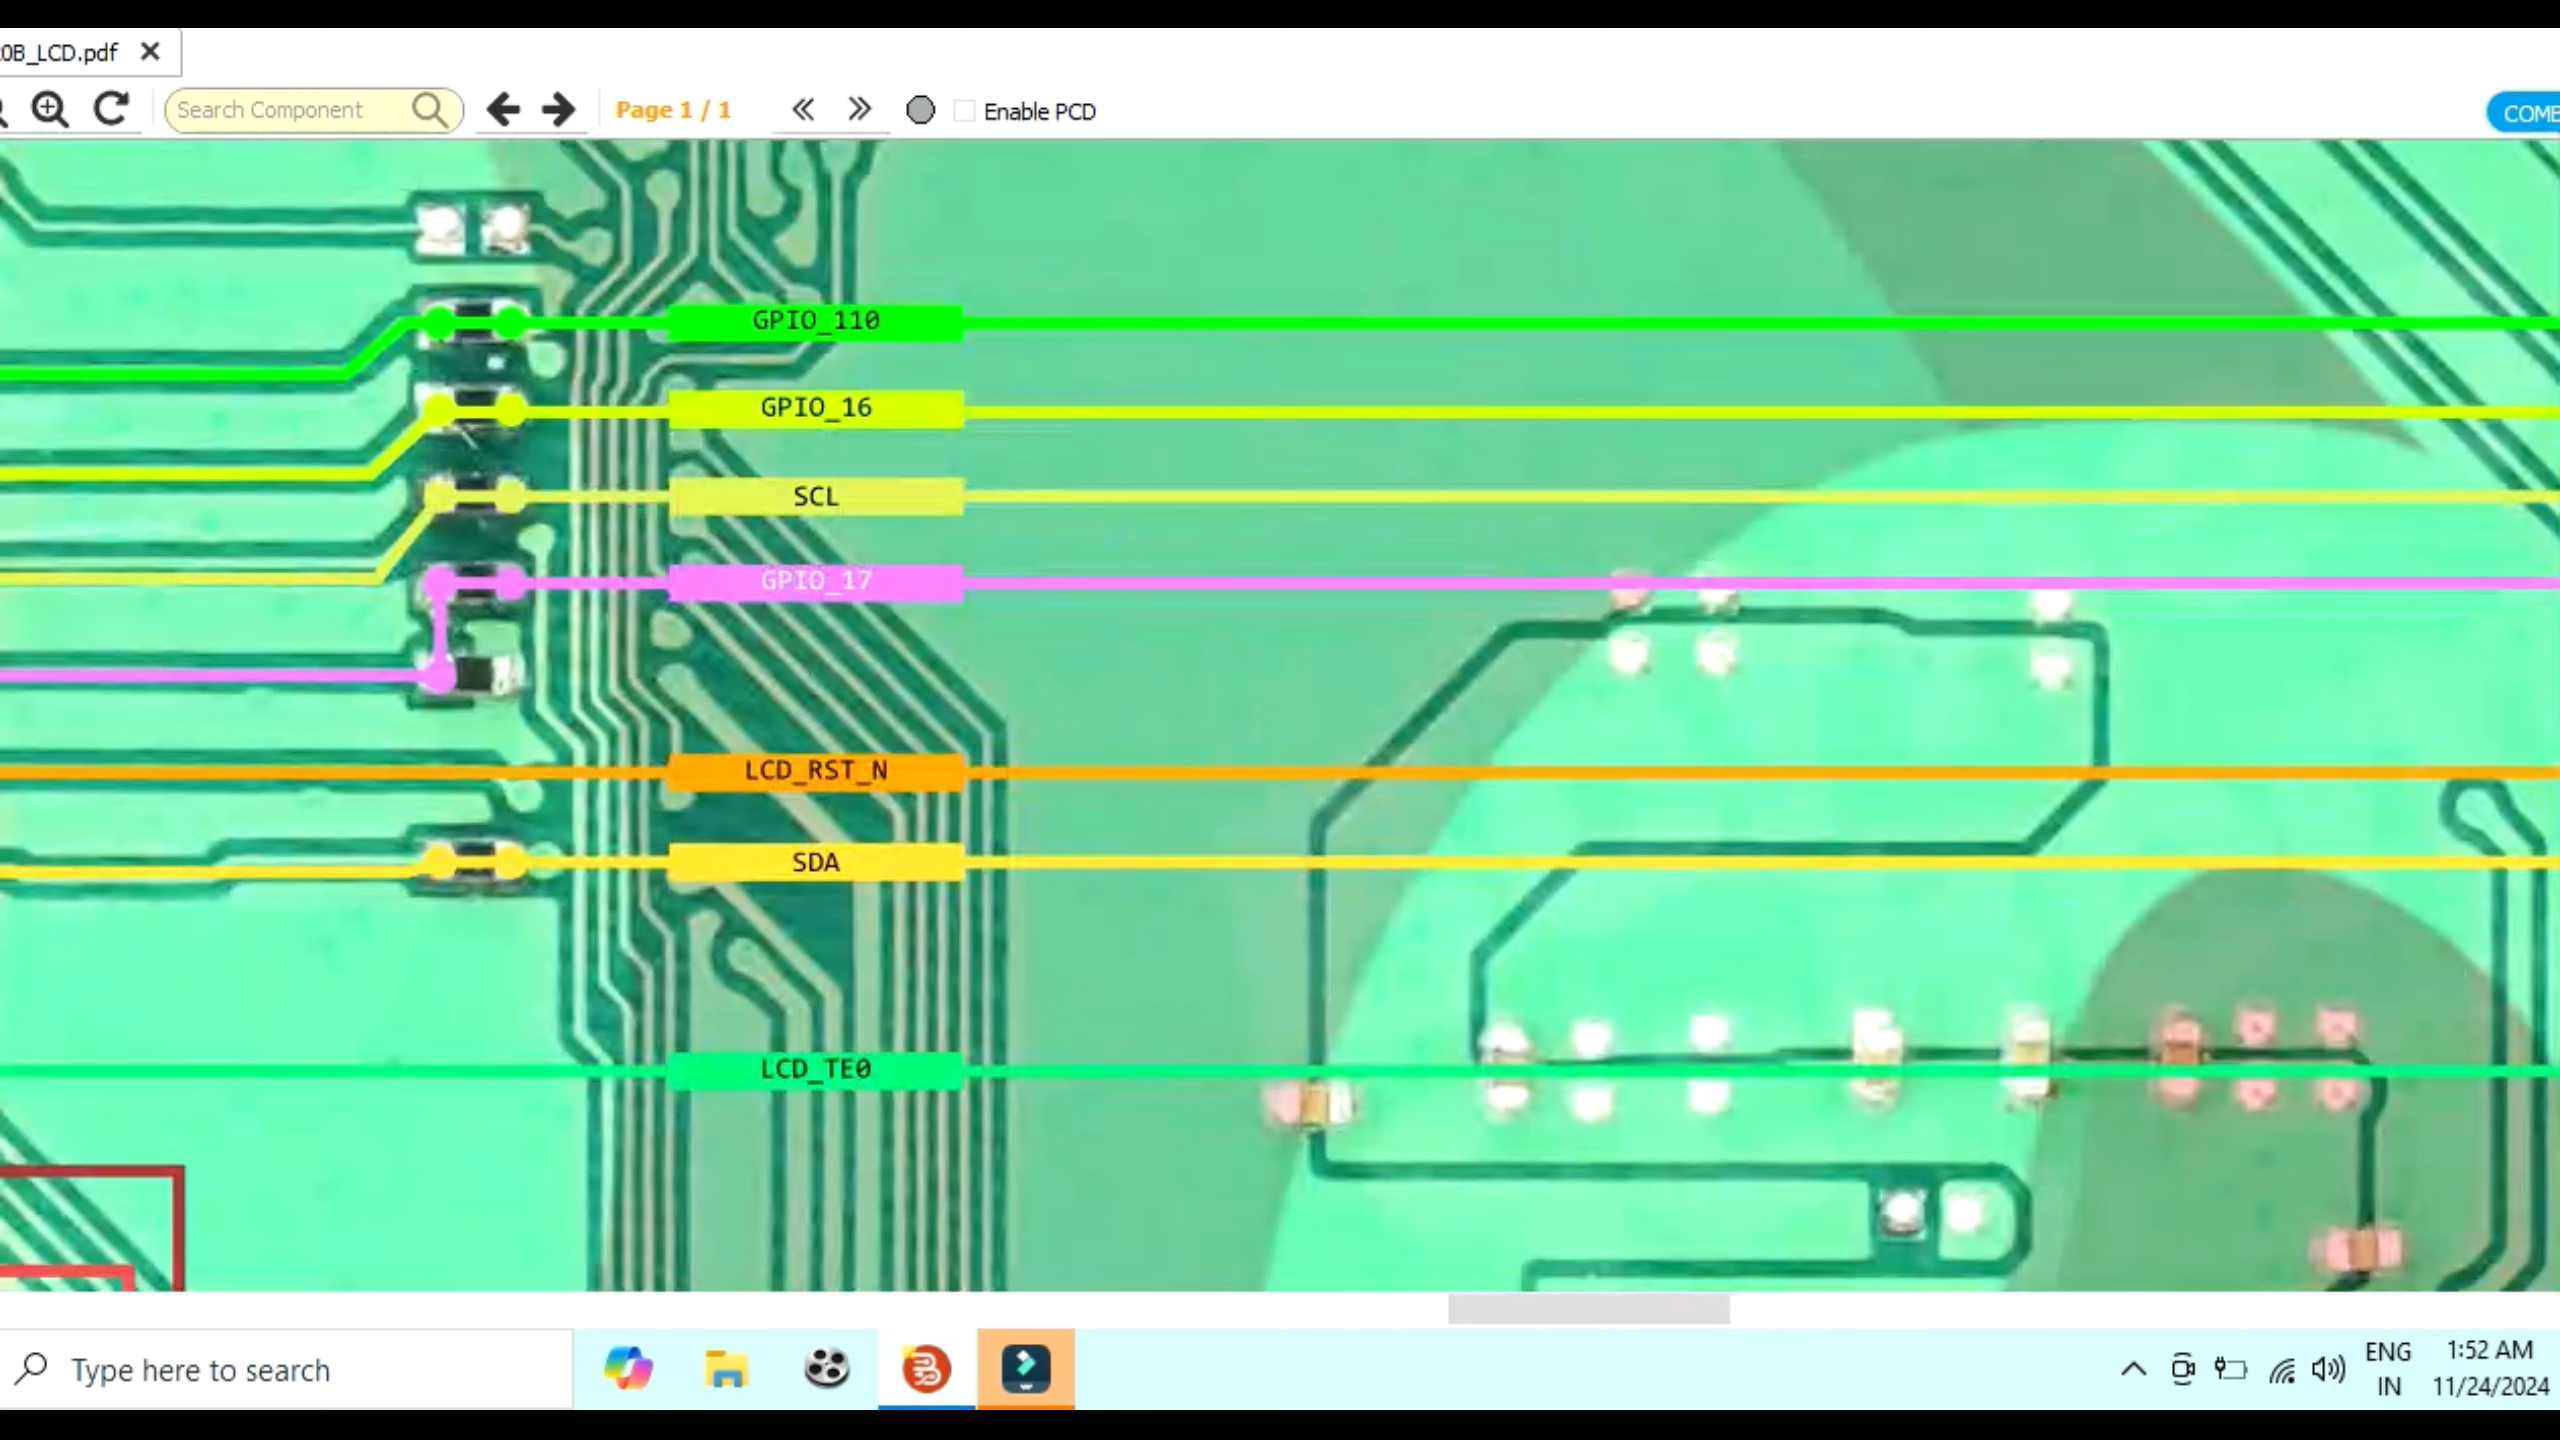 0B_LCD.pdf
Search Component
Page 1 / 1
Enable PCD
GPIO_110
GPIO_16
SCL
GPIO_17
LCD_RST_N
SDA
LCD_TE0
Type here to search
ENG
IN
1:52 AM
11/24/2024